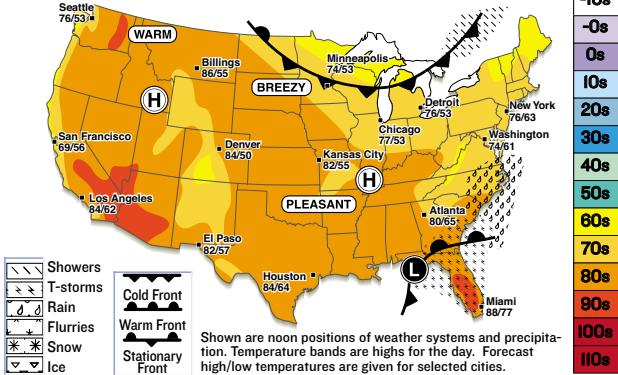 Seattle
76/53
WARM
Billings
86/55
Minneapolis
74/53
BREEZY
H
Detroit
76/53
New York
76/63
Chicago
77/53
Washington
74/61
San Francisco
69/56
Denver
84/50
Kansas City
82/55
H
Los Angeles
84/62
PLEASANT
Atlanta
80/65
El Paso
82/57
Houston
84/64
L
Miami
88/77
Showers
T-storms
Rain
Flurries
Snow
Ice
Cold Front
Warm Front
Stationary
Front
Shown are noon positions of weather systems and precipita-
tion. Temperature bands are highs for the day. Forecast
high/low temperatures are given for selected cities.
-10s
-0s
0s
10s
20s
30s
40s
50s
60s
70s
80s
90s
100s
110s